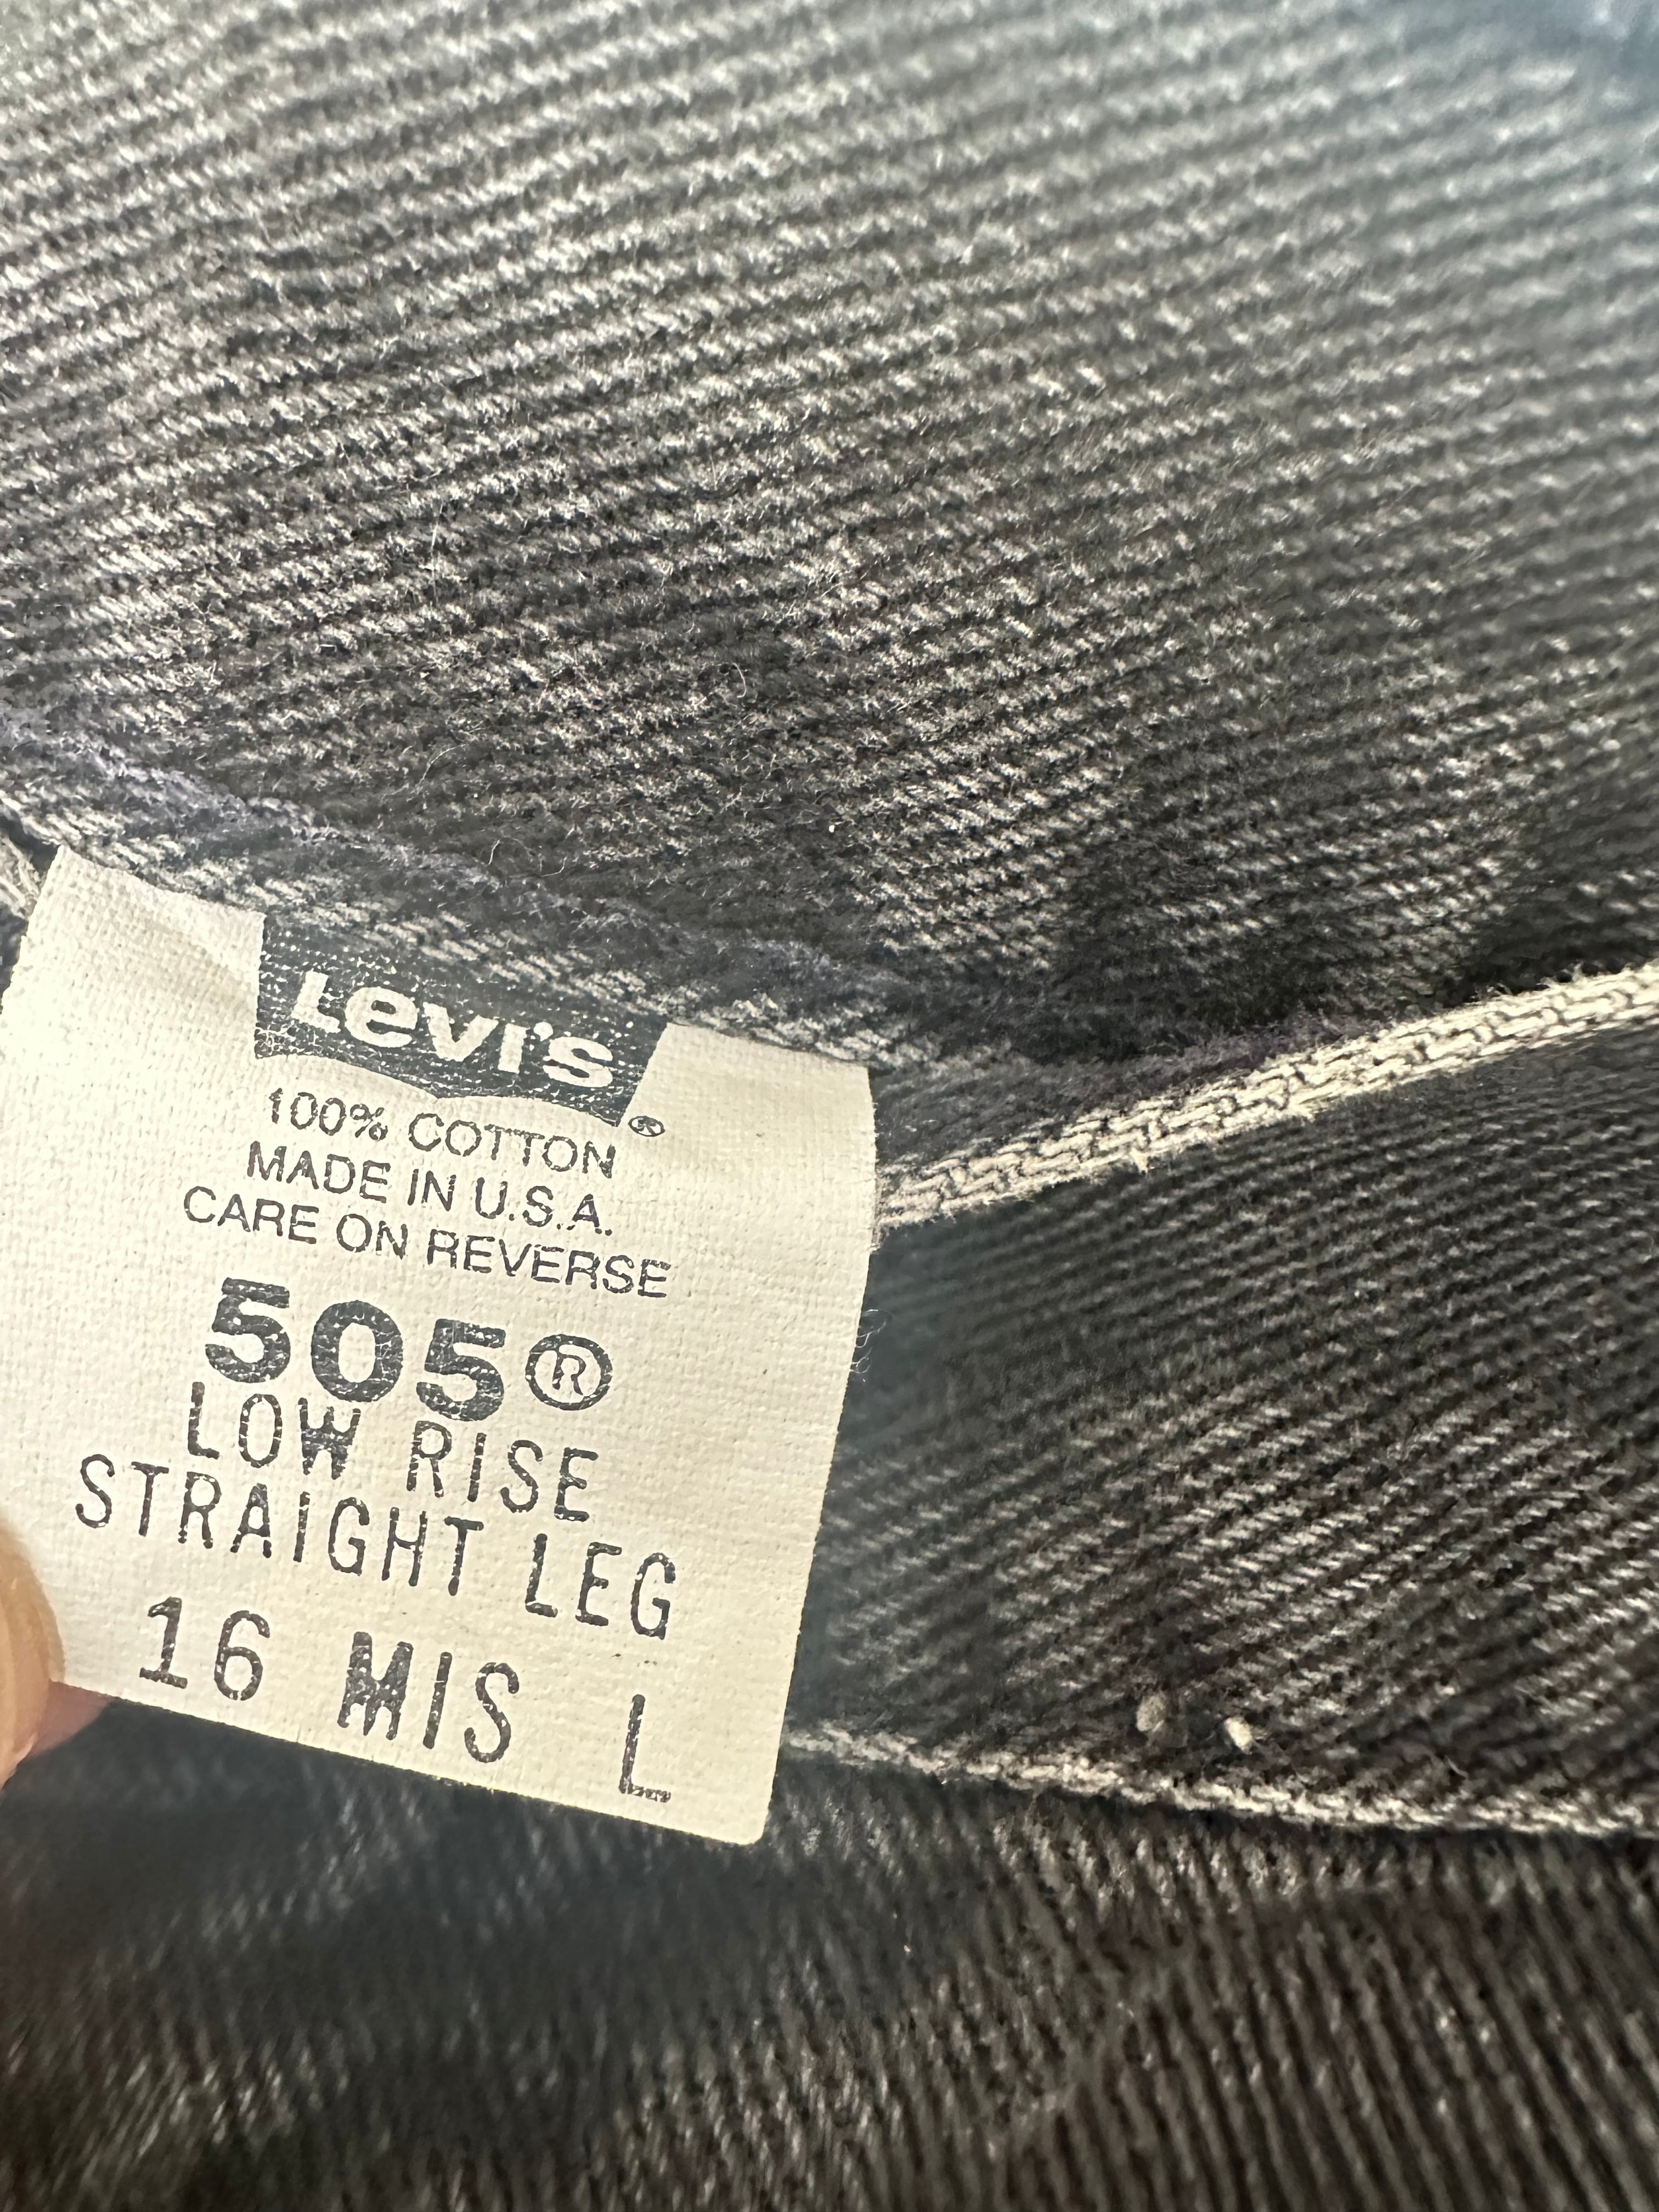 Levi's®
100% COTTON
MADE IN U.S.A.
CARE ON REVERSE
505®
LOW RISE
STRAIGHT LEG
16 MIS L